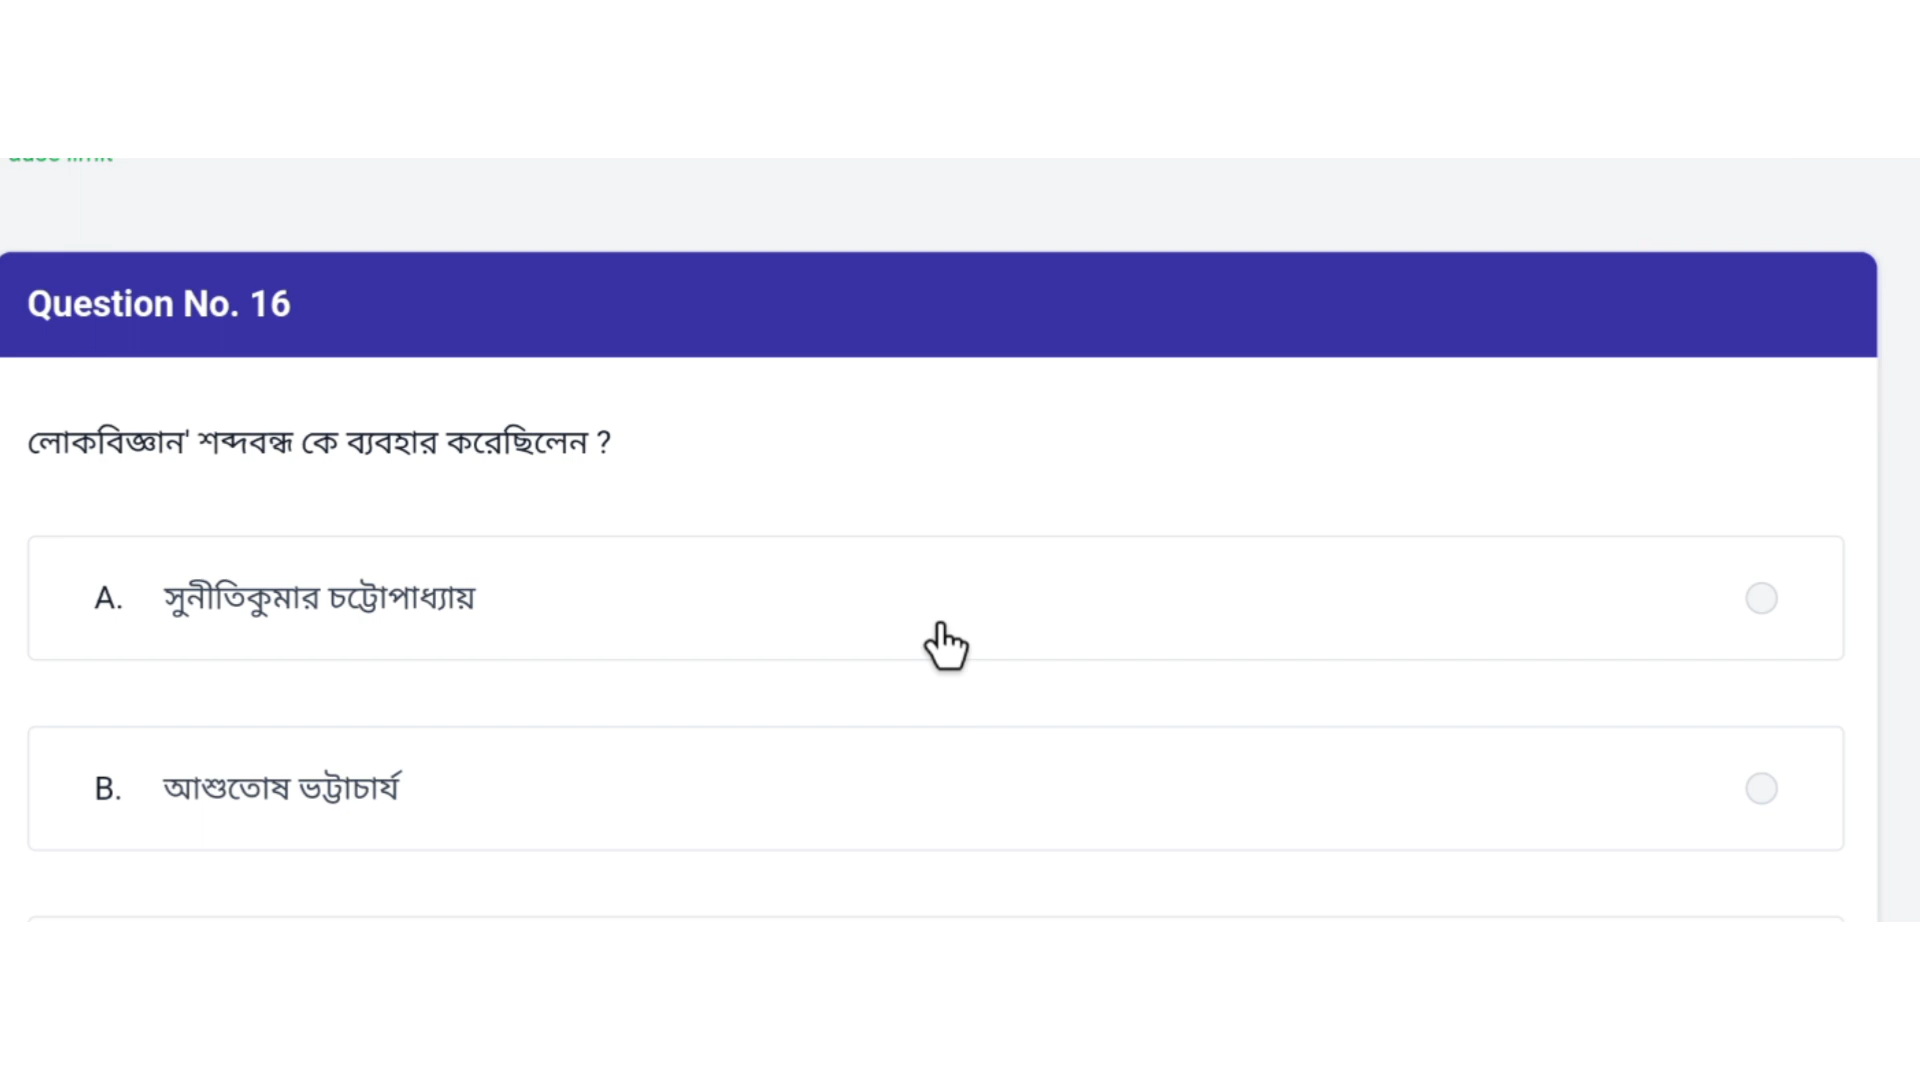 Question No. 16
লোকবিজ্ঞান' শব্দবন্ধ কে ব্যবহার করেছিলেন ?
A. সুনীতিকুমার চট্টোপাধ্যায়
B. আশুতোষ ভট্টাচার্য